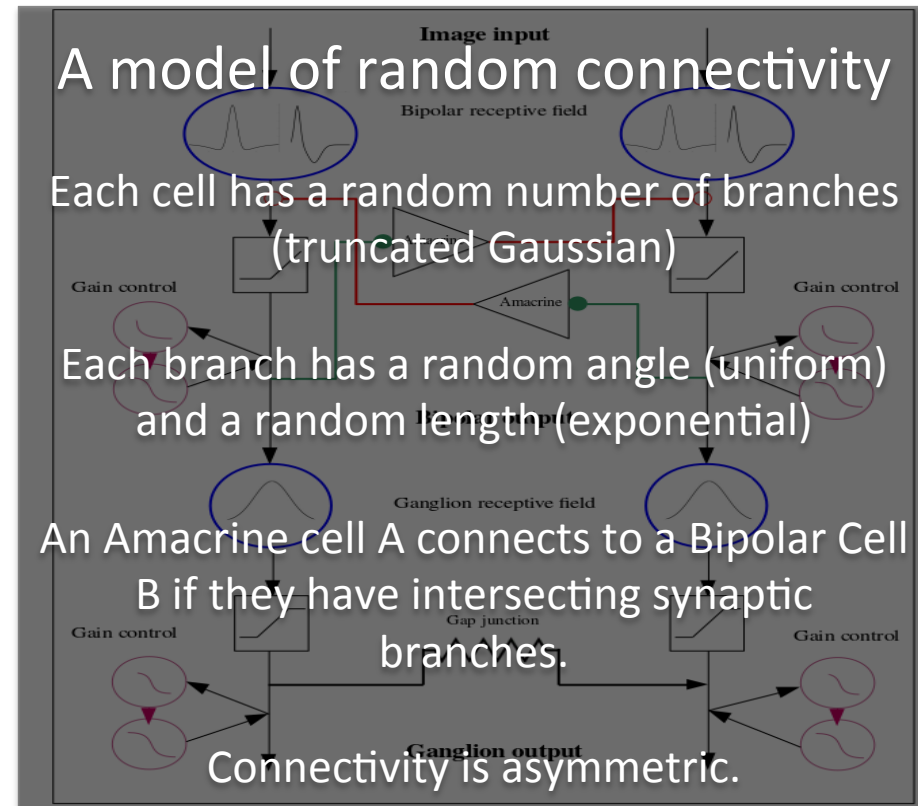 Image input
A model of random connectivity
Bipolar receptive field
Each cell has a random number of branches
(truncated Gaussian)
Amacrine
Gain control
Gain control
Amacrine
Each branch has a random angle (uniform)
and a random length (exponential)
Bipolar output
Ganglion receptive field
An Amacrine cell A connects to a Bipolar Cell
B if they have intersecting synaptic
Gap junction
Gain control
Gain control
branches.
Ganglion output
Connectivity is asymmetric.